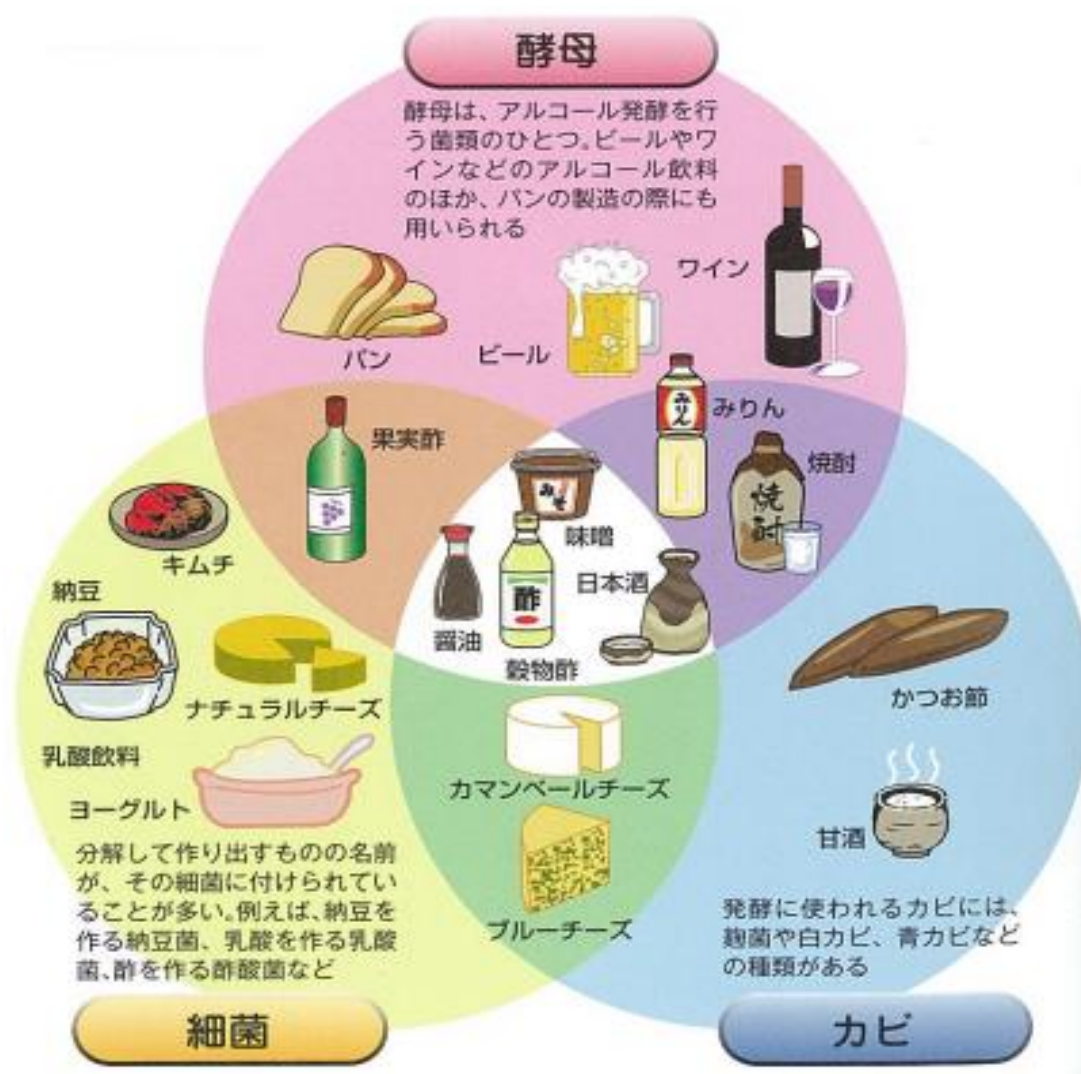 酵母
酵母は、アルコール発酵を行
う菌類のひとつ。ビールやワ
インなどのアルコール飲料
のほか、パンの製造の際にも
用いられる
ワイン
パン
ビール
みりん
みりん
果実酢
焼酎
焼酎
みそ
味噌
キムチ
納豆
酢
日本酒
醤油
穀物酢
ナチュラルチーズ
かつお節
乳酸飲料
ヨーグルト
カマンベールチーズ
甘酒
ブルーチーズ
分解して作り出すものの名前
が、その細菌に付けられてい
ることが多い。例えば、納豆を
作る納豆菌、乳酸を作る乳酸
菌、酢を作る酢酸菌など
発酵に使われるカビには、
麹菌や白カビ、青カビなど
の種類がある
細菌
カビ